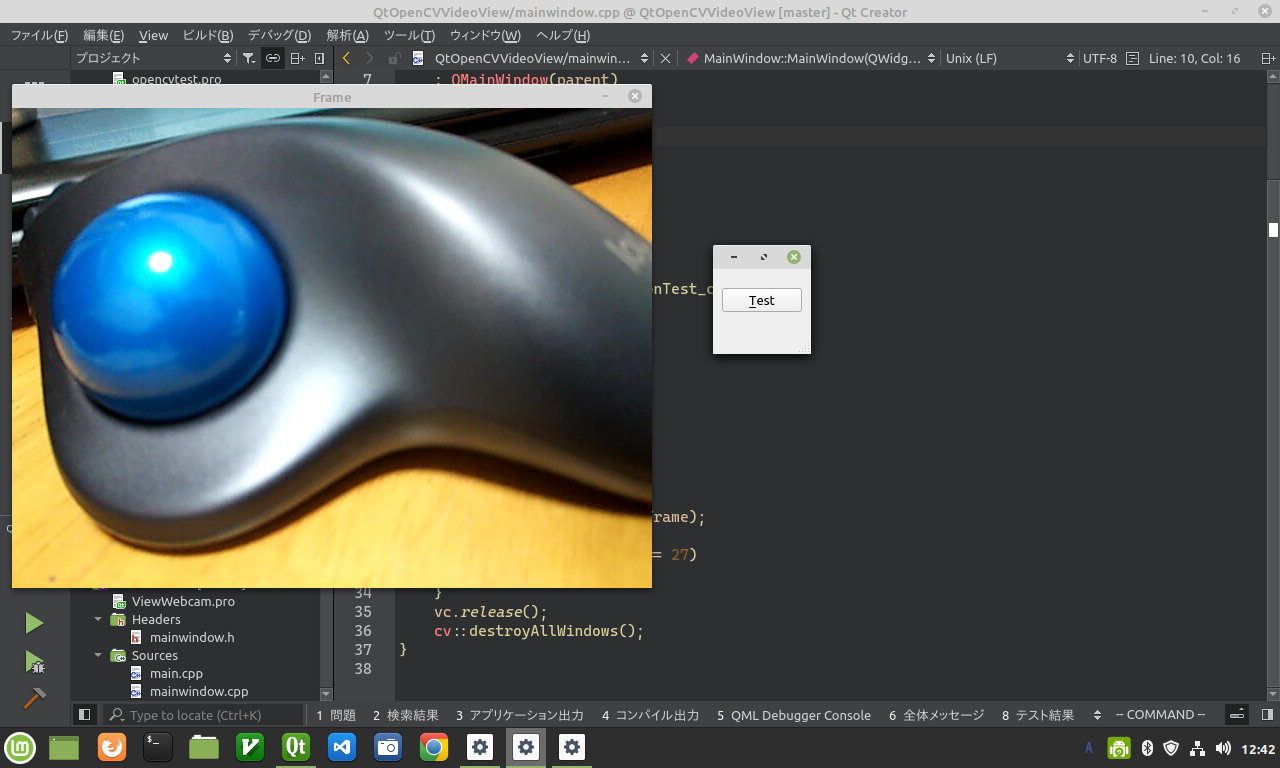 QtOpenCVVideoView/mainwindow.cpp @ QtOpenCVVideoView [master] - Qt Creator
ファイル(F) 編集(E) View ビルド(B) デバッグ(D) 解析(A) ツール(T) ウィンドウ(W) ヘルプ(H)
プロジェクト QtOpenCVVideoView/mainwin... MainWindow::MainWindow(QWidg... Unix (LF) UTF-8 Line: 10, Col: 16
opencvtest.pro 7 : QMainWindow(parent)
Frame
Test
onTest_c
frame);
= 27)
34 }
ViewWebcam.pro 35 vc.release();
Headers 36 cv::destroyAllWindows();
mainwindow.h 37 }
Sources 38
main.cpp
mainwindow.cpp
Type to locate (Ctrl+K) 1 問題 2 検索結果 3 アプリケーション出力 4 コンパイル出力 5 QML Debugger Console 6 全体メッセージ 8 テスト結果 -- COMMAND --
A 12:42